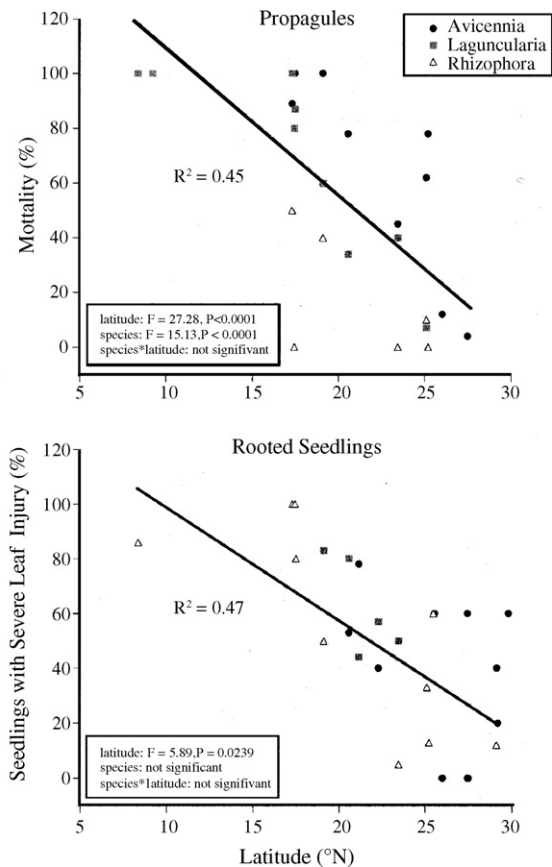 Propagules
Avicennia
Laguncularia
Rhizophora
Mottality (%)
120
100
80
60
40
20
0
R² = 0.45
latitude: F = 27.28, P<0.0001
species: F = 15.13,P < 0.0001
species*latitude: not signifivant
5
10
15
20
25
30
Rooted Seedlings
Seedlings with Severe Leaf Injury (%)
120
100
80
60
40
20
0
R² = 0.47
latitude: F = 5.89,P = 0.0239
species: not significant
species*latitude: not signifivant
5
10
15
20
25
30
Latitude (°N)